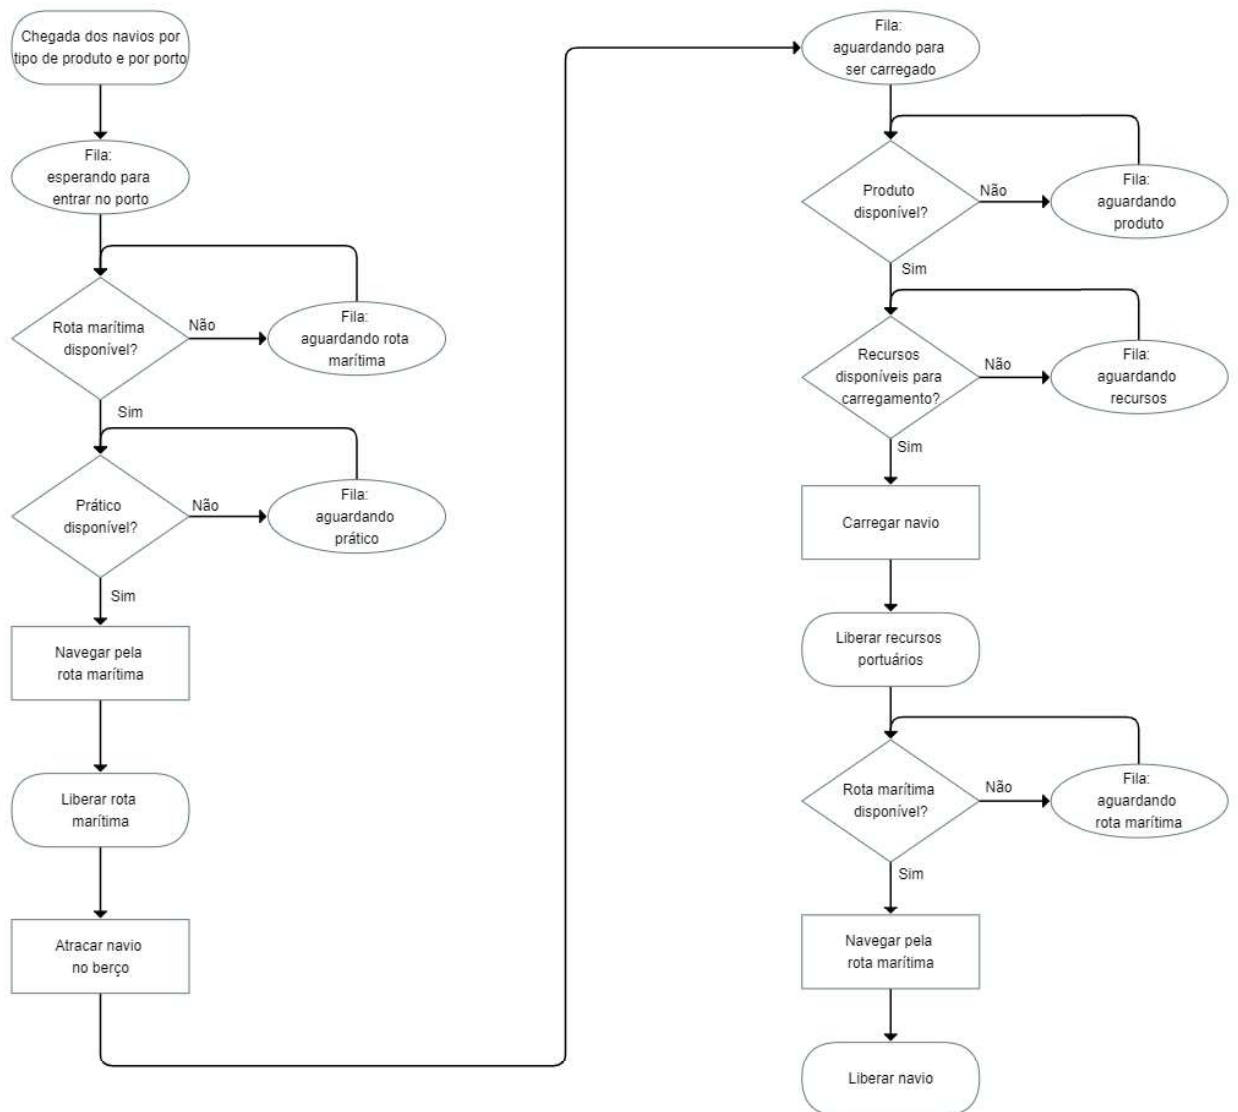 Chegada dos navios por
tipo de produto e por porto
Fila:
esperando para
entrar no porto
Rota marítima
disponível?
Não
Fila:
aguardando rota
marítima
Sim
Prático
disponível?
Não
Fila:
aguardando
prático
Sim
Navegar pela
rota marítima
Liberar rota
marítima
Atracar navio
no berço
Fila:
aguardando para
ser carregado
Produto
disponível?
Não
Fila:
aguardando
produto
Sim
Recursos
disponíveis para
carregamento?
Não
Fila:
aguardando
recursos
Sim
Carregar navio
Liberar recursos
portuários
Rota marítima
disponível?
Não
Fila:
aguardando
rota marítima
Sim
Navegar pela
rota marítima
Liberar navio